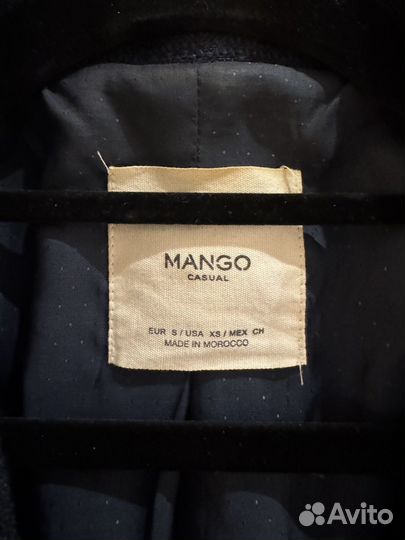 MANGO
CASUAL
EUR S / USA XS / MEX CH
MADE IN MOROCCO
Avito